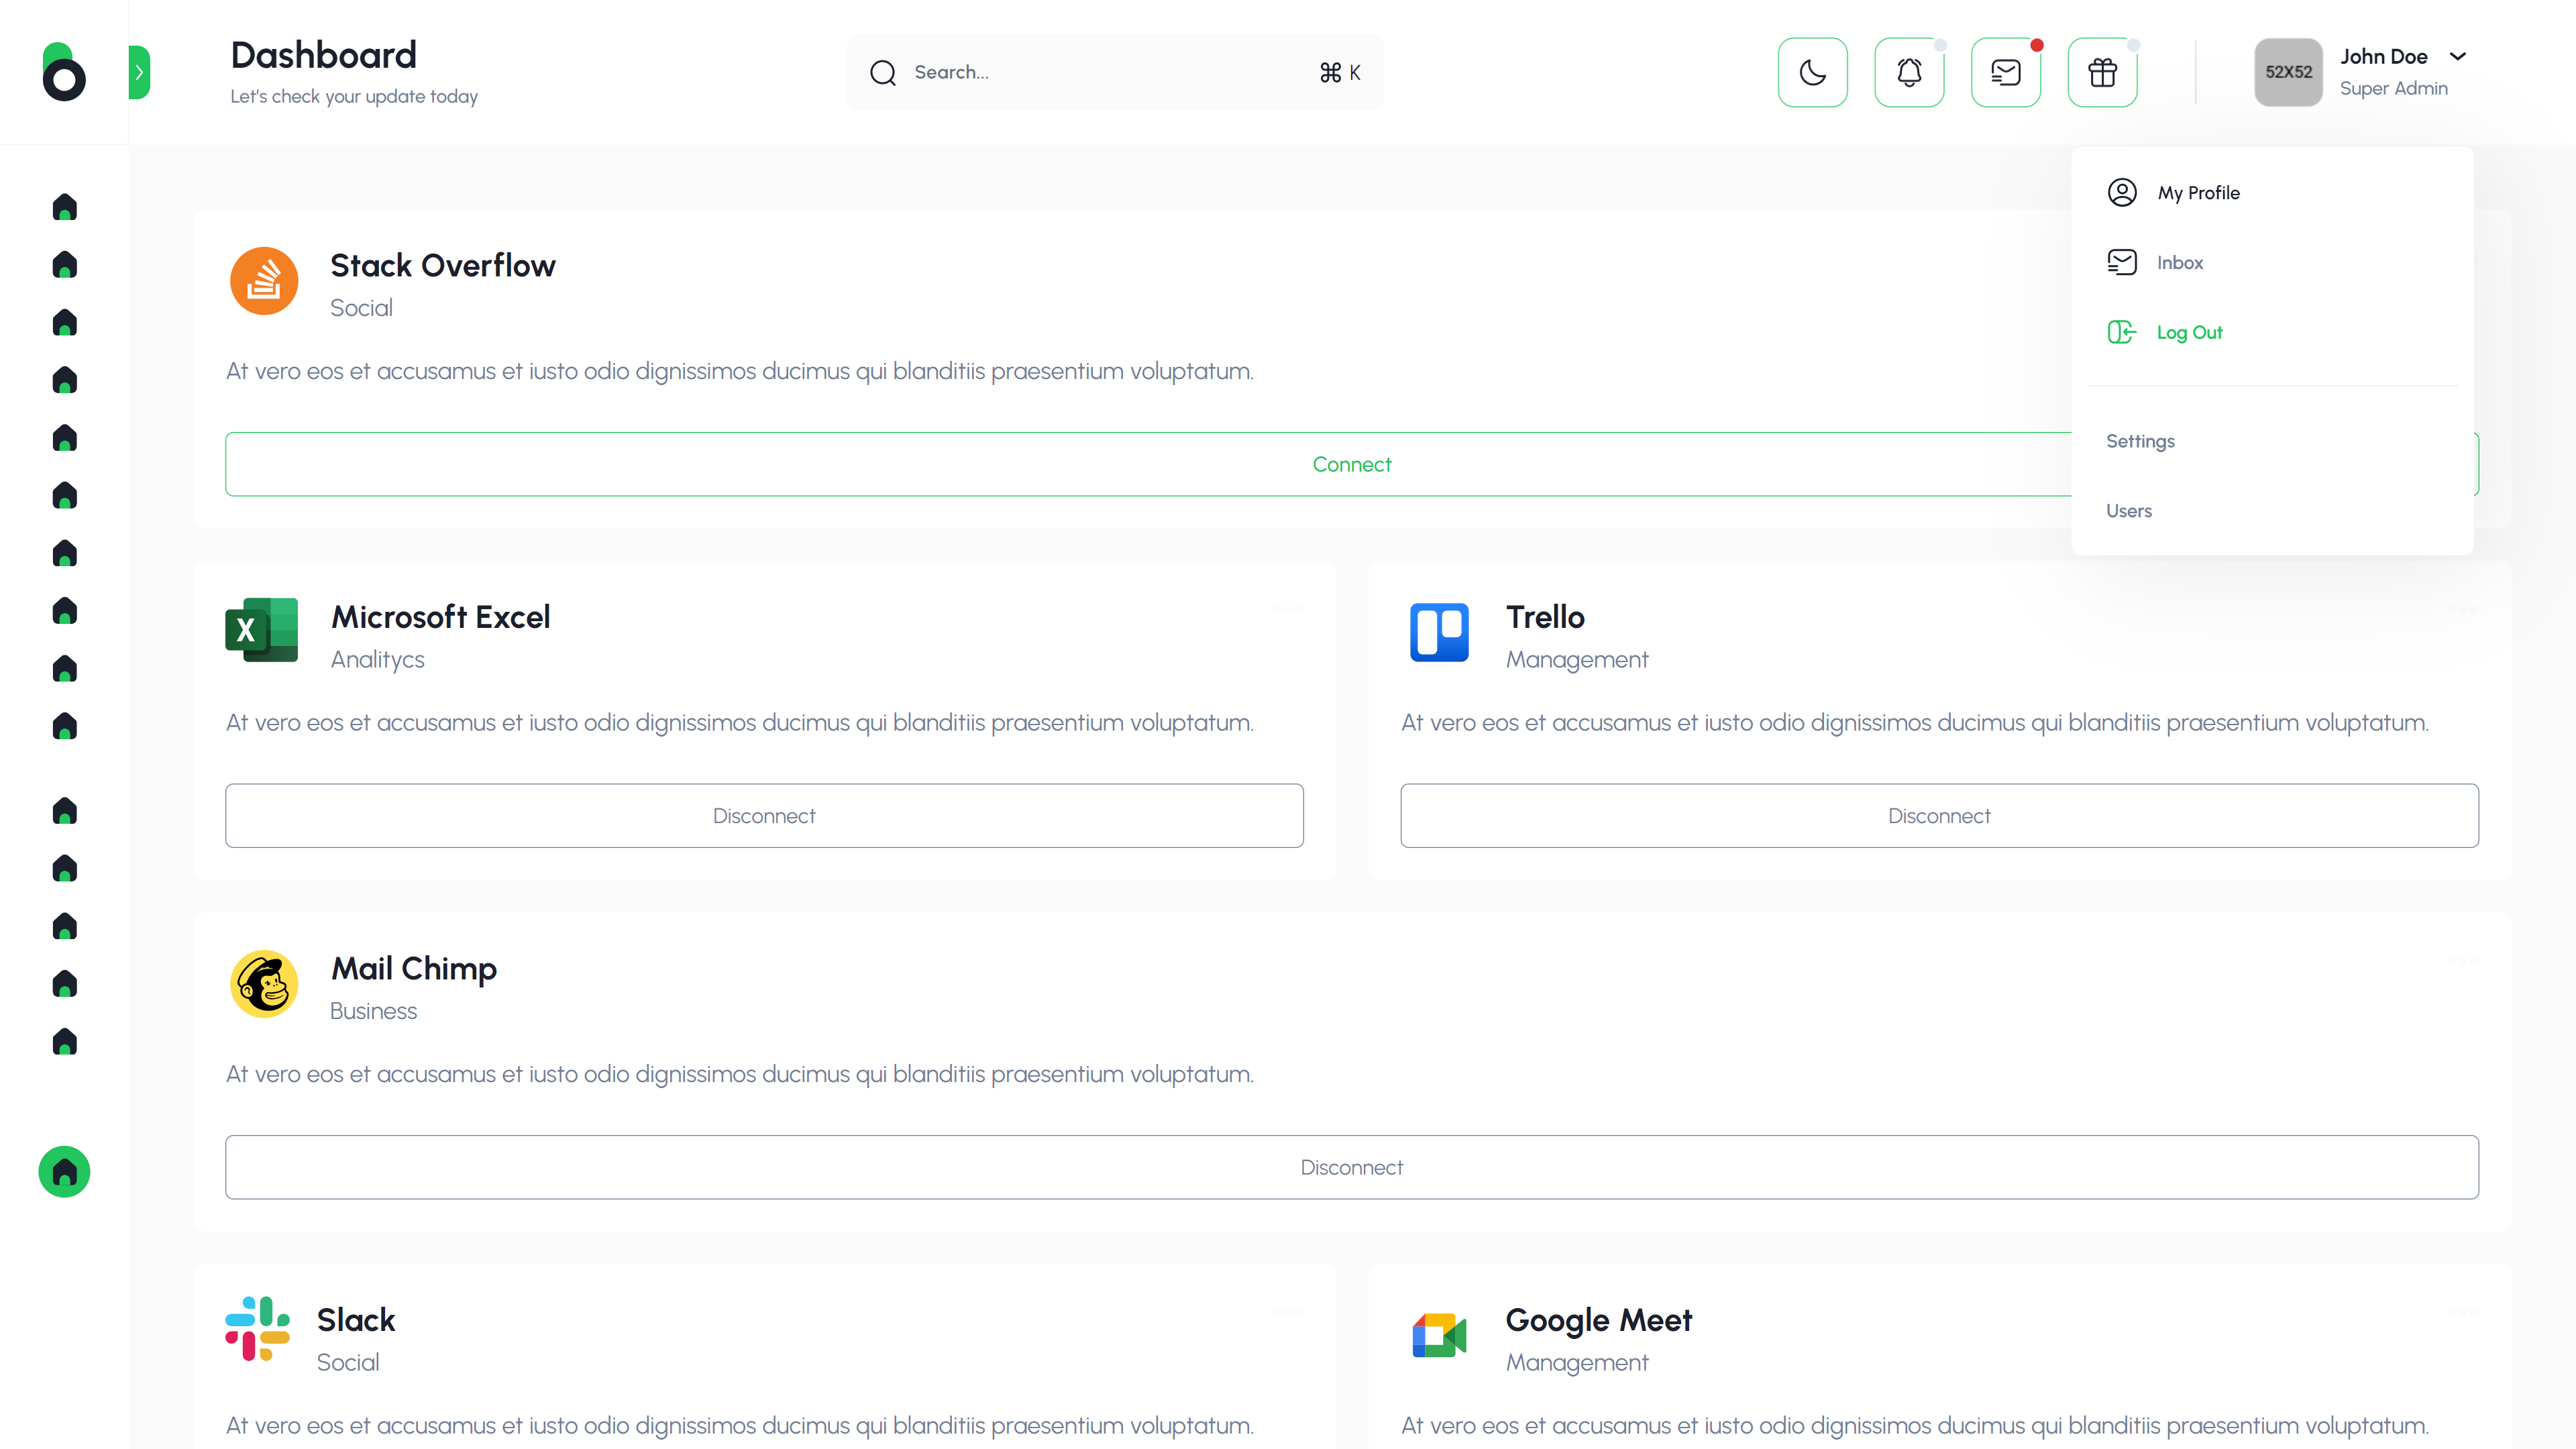 Dashboard
Let's check your update today
Search...
⌘ K
52X52
John Doe
Super Admin
My Profile
Inbox
Log Out
Settings
Users
Stack Overflow
Social
At vero eos et accusamus et iusto odio dignissimos ducimus qui blanditiis praesentium voluptatum.
Connect
Microsoft Excel
Analitycs
At vero eos et accusamus et iusto odio dignissimos ducimus qui blanditiis praesentium voluptatum.
Disconnect
Trello
Management
At vero eos et accusamus et iusto odio dignissimos ducimus qui blanditiis praesentium voluptatum.
Disconnect
Mail Chimp
Business
At vero eos et accusamus et iusto odio dignissimos ducimus qui blanditiis praesentium voluptatum.
Disconnect
Slack
Social
At vero eos et accusamus et iusto odio dignissimos ducimus qui blanditiis praesentium voluptatum.
Google Meet
Management
At vero eos et accusamus et iusto odio dignissimos ducimus qui blanditiis praesentium voluptatum.